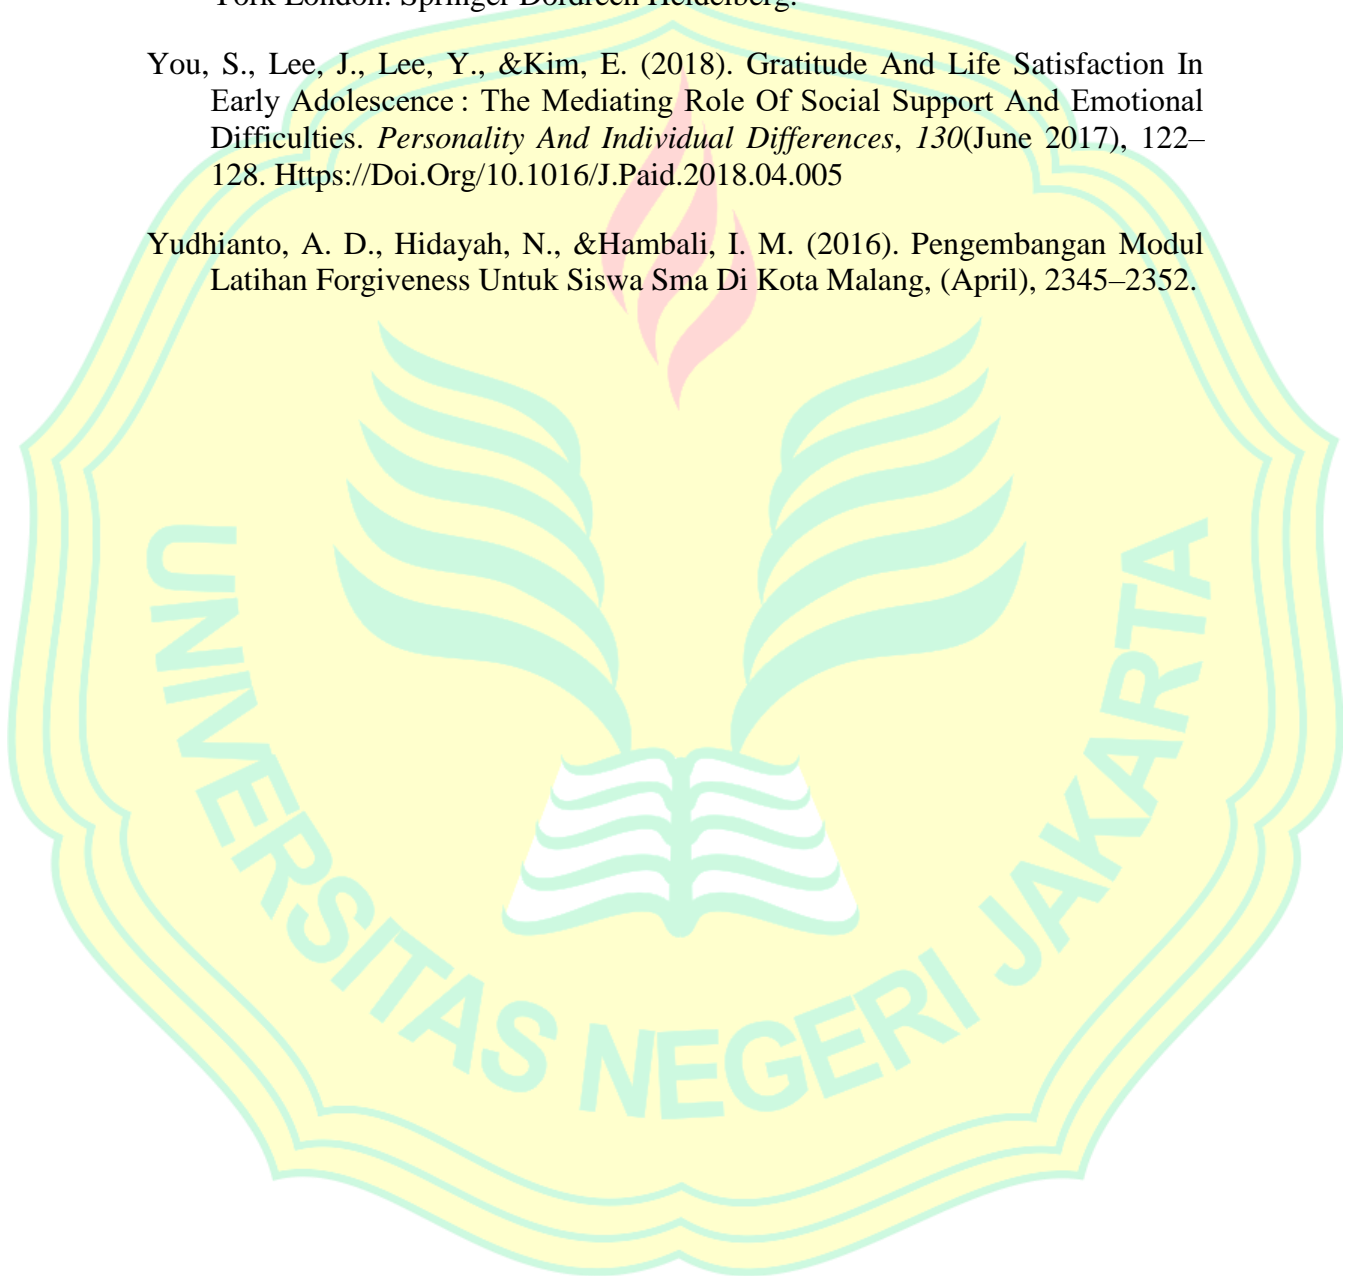 York London: Springer Dordrech Heidelberg.
You, S., Lee, J., Lee, Y., &Kim, E. (2018). Gratitude And Life Satisfaction In
Early Adolescence : The Mediating Role Of Social Support And Emotional
Difficulties. Personality And Individual Differences, 130(June 2017), 122–
128. Https://Doi.Org/10.1016/J.Paid.2018.04.005
Yudhianto, A. D., Hidayah, N., &Hambali, I. M. (2016). Pengembangan Modul
Latihan Forgiveness Untuk Siswa Sma Di Kota Malang, (April), 2345–2352.
UNIVERSITAS NEGERI JAKARTA